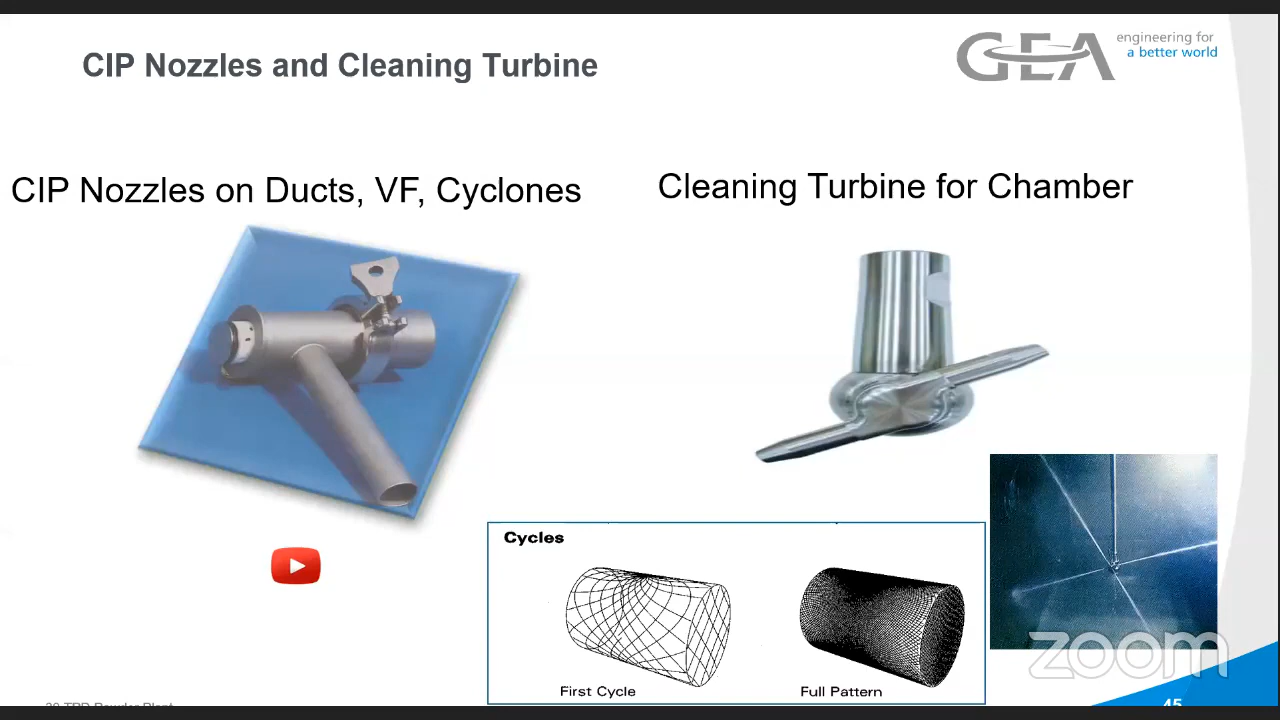 CIP Nozzles and Cleaning Turbine
GEA
engineering for
a better world
CIP Nozzles on Ducts, VF, Cyclones
Cleaning Turbine for Chamber
Cycles
First Cycle
Full Pattern
zoom
45